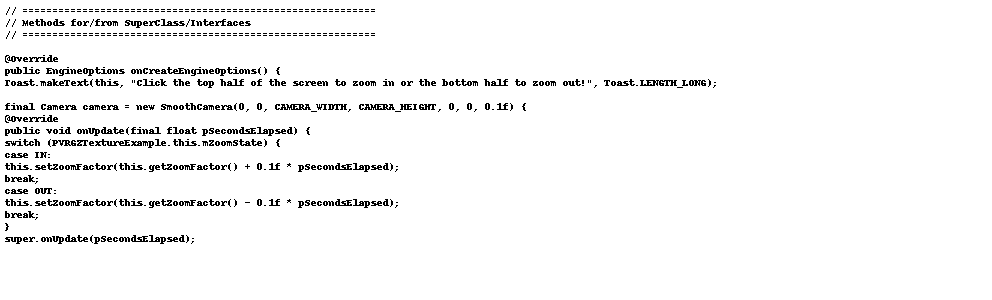 // ============================================================
// Methods for/from SuperClass/Interfaces
// ============================================================
@Override
public EngineOptions onCreateEngineOptions() {
Toast.makeText(this, "Click the top half of the screen to zoom in or the bottom half to zoom out!", Toast.LENGTH_LONG);
final Camera camera = new SmoothCamera(0, 0, CAMERA_WIDTH, CAMERA_HEIGHT, 0, 0, 0.1f) {
@Override
public void onUpdate(final float pSecondsElapsed) {
switch (PVRGZTextureExample.this.mZoomState) {
case IN:
this.setZoomFactor(this.getZoomFactor() + 0.1f * pSecondsElapsed);
break;
case OUT:
this.setZoomFactor(this.getZoomFactor() - 0.1f * pSecondsElapsed);
break;
}
super.onUpdate(pSecondsElapsed);